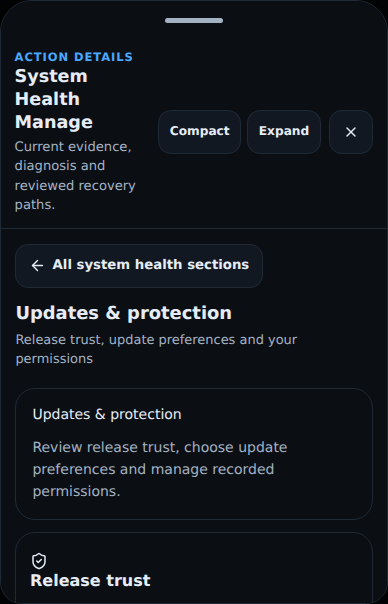 ACTION DETAILS
System
Health
Manage
Current evidence,
diagnosis and
reviewed recovery
paths.
Compact
Expand
All system health sections
Updates & protection
Release trust, update preferences and your
permissions
Updates & protection
Review release trust, choose update
preferences and manage recorded
permissions.
Release trust